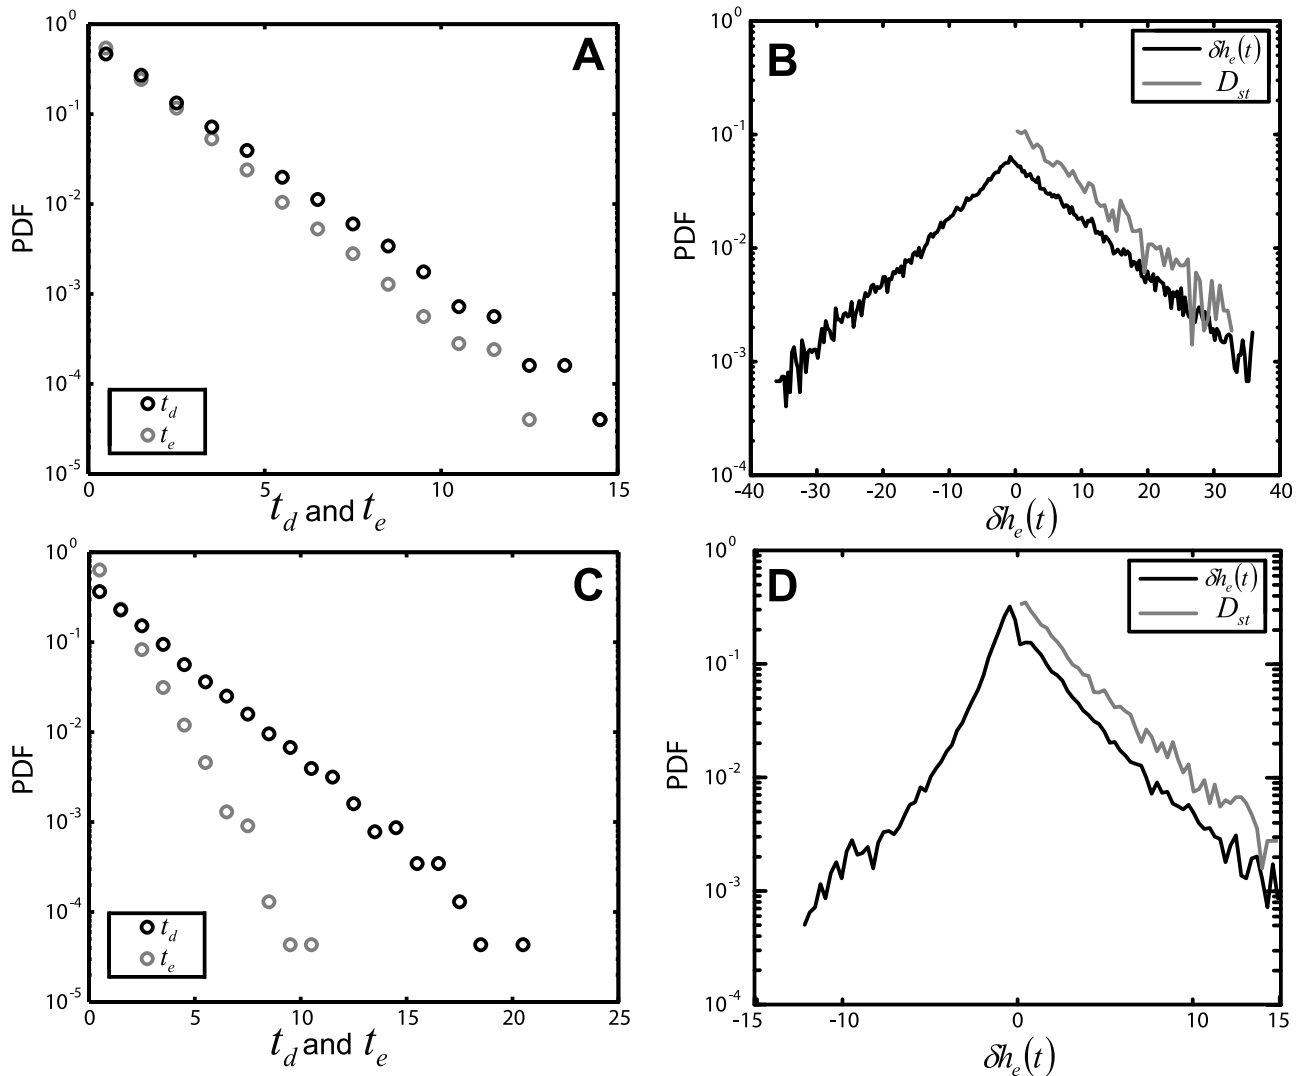 A
PDF
10^0
10^-1
10^-2
10^-3
10^-4
10^-5
t_d
t_e
0 5 10 15
t_d and t_e
B
PDF
δh_e(t)
D_st
10^0
10^-1
10^-2
10^-3
10^-4
-40 -30 -20 -10 0 10 20 30 40
δh_e(t)
C
PDF
10^0
10^-1
10^-2
10^-3
10^-4
10^-5
t_d
t_e
0 5 10 15 20 25
t_d and t_e
D
PDF
δh_e(t)
D_st
10^0
10^-1
10^-2
10^-3
10^-4
-15 -10 0 10 15
δh_e(t)